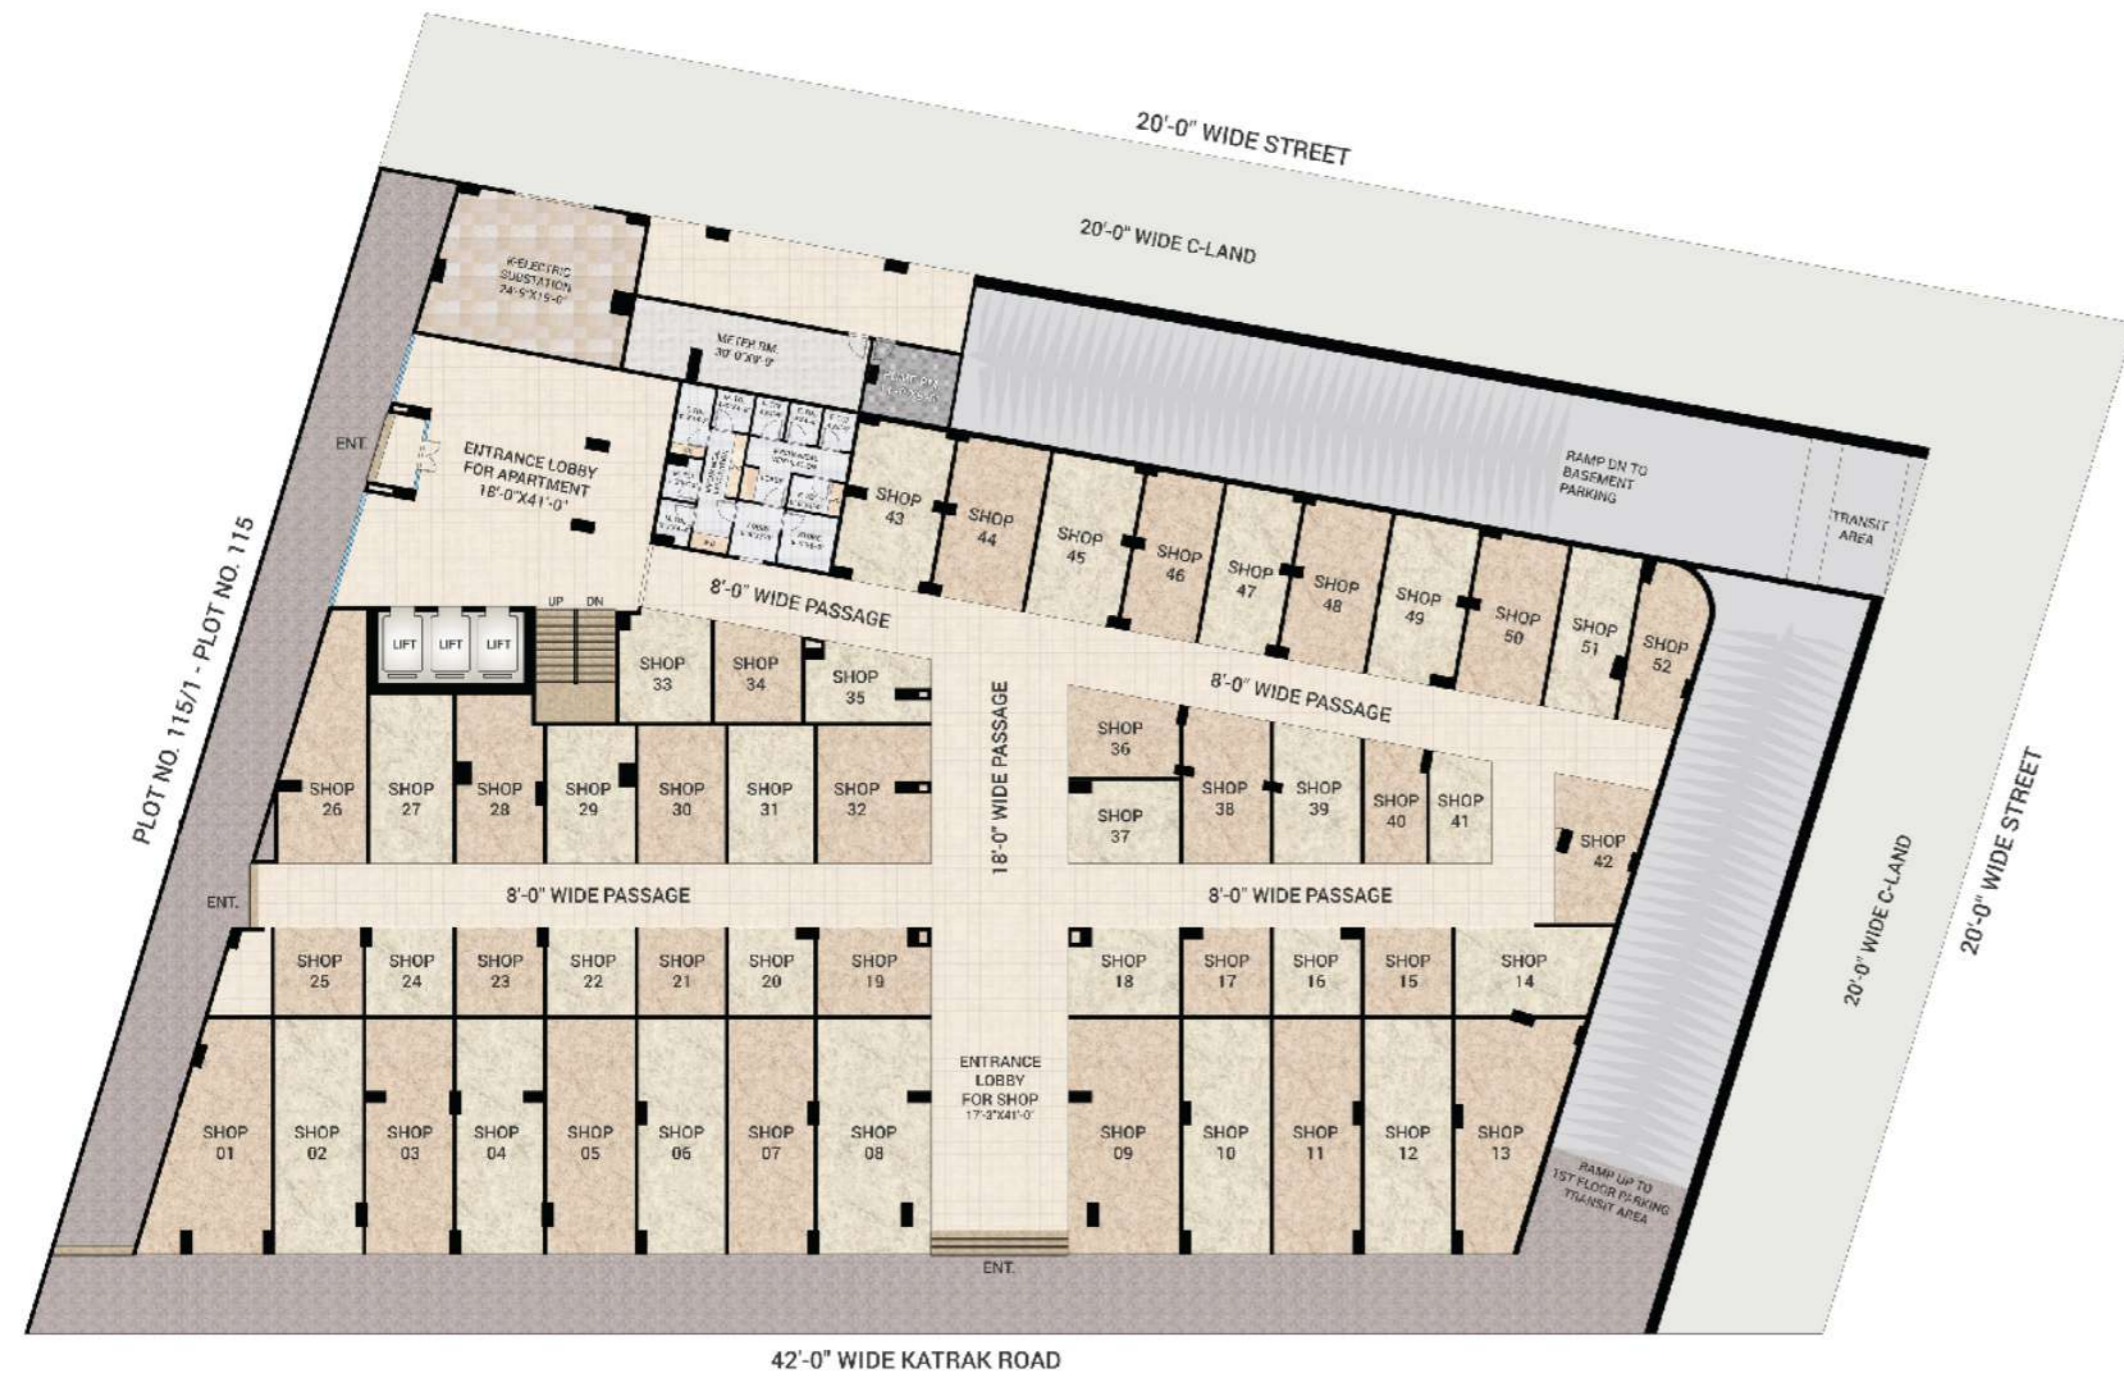 20'-0" WIDE STREET
20'-0" WIDE C-LAND
K-ELECTRIC
SUBSTATION
METER RM.
ENT.
ENTRANCE LOBBY
FOR APARTMENT
18'-0"X41'-0"
PLOT NO. 115/1 - PLOT NO. 115
RAMP DN TO
BASEMENT
PARKING
TRANSIT
AREA
SHOP
43
SHOP
44
SHOP
45
SHOP
46
SHOP
47
SHOP
48
SHOP
49
SHOP
50
SHOP
51
SHOP
52
8'-0" WIDE PASSAGE
UP
DN
LIFT
LIFT
LIFT
SHOP
33
SHOP
34
SHOP
35
18'-0" WIDE PASSAGE
8'-0" WIDE PASSAGE
SHOP
36
SHOP
37
SHOP
38
SHOP
39
SHOP
40
SHOP
41
SHOP
42
SHOP
26
SHOP
27
SHOP
28
SHOP
29
SHOP
30
SHOP
31
SHOP
32
20'-0" WIDE C-LAND
20'-0" WIDE STREET
ENT.
8'-0" WIDE PASSAGE
8'-0" WIDE PASSAGE
SHOP
25
SHOP
24
SHOP
23
SHOP
22
SHOP
21
SHOP
20
SHOP
19
SHOP
18
SHOP
17
SHOP
16
SHOP
15
SHOP
14
ENTRANCE
LOBBY
FOR SHOP
17'-3"X41'-0"
SHOP
01
SHOP
02
SHOP
03
SHOP
04
SHOP
05
SHOP
06
SHOP
07
SHOP
08
SHOP
09
SHOP
10
SHOP
11
SHOP
12
SHOP
13
RAMP UP TO
1ST FLOOR PARKING
TRANSIT AREA
ENT.
42'-0" WIDE KATRAK ROAD